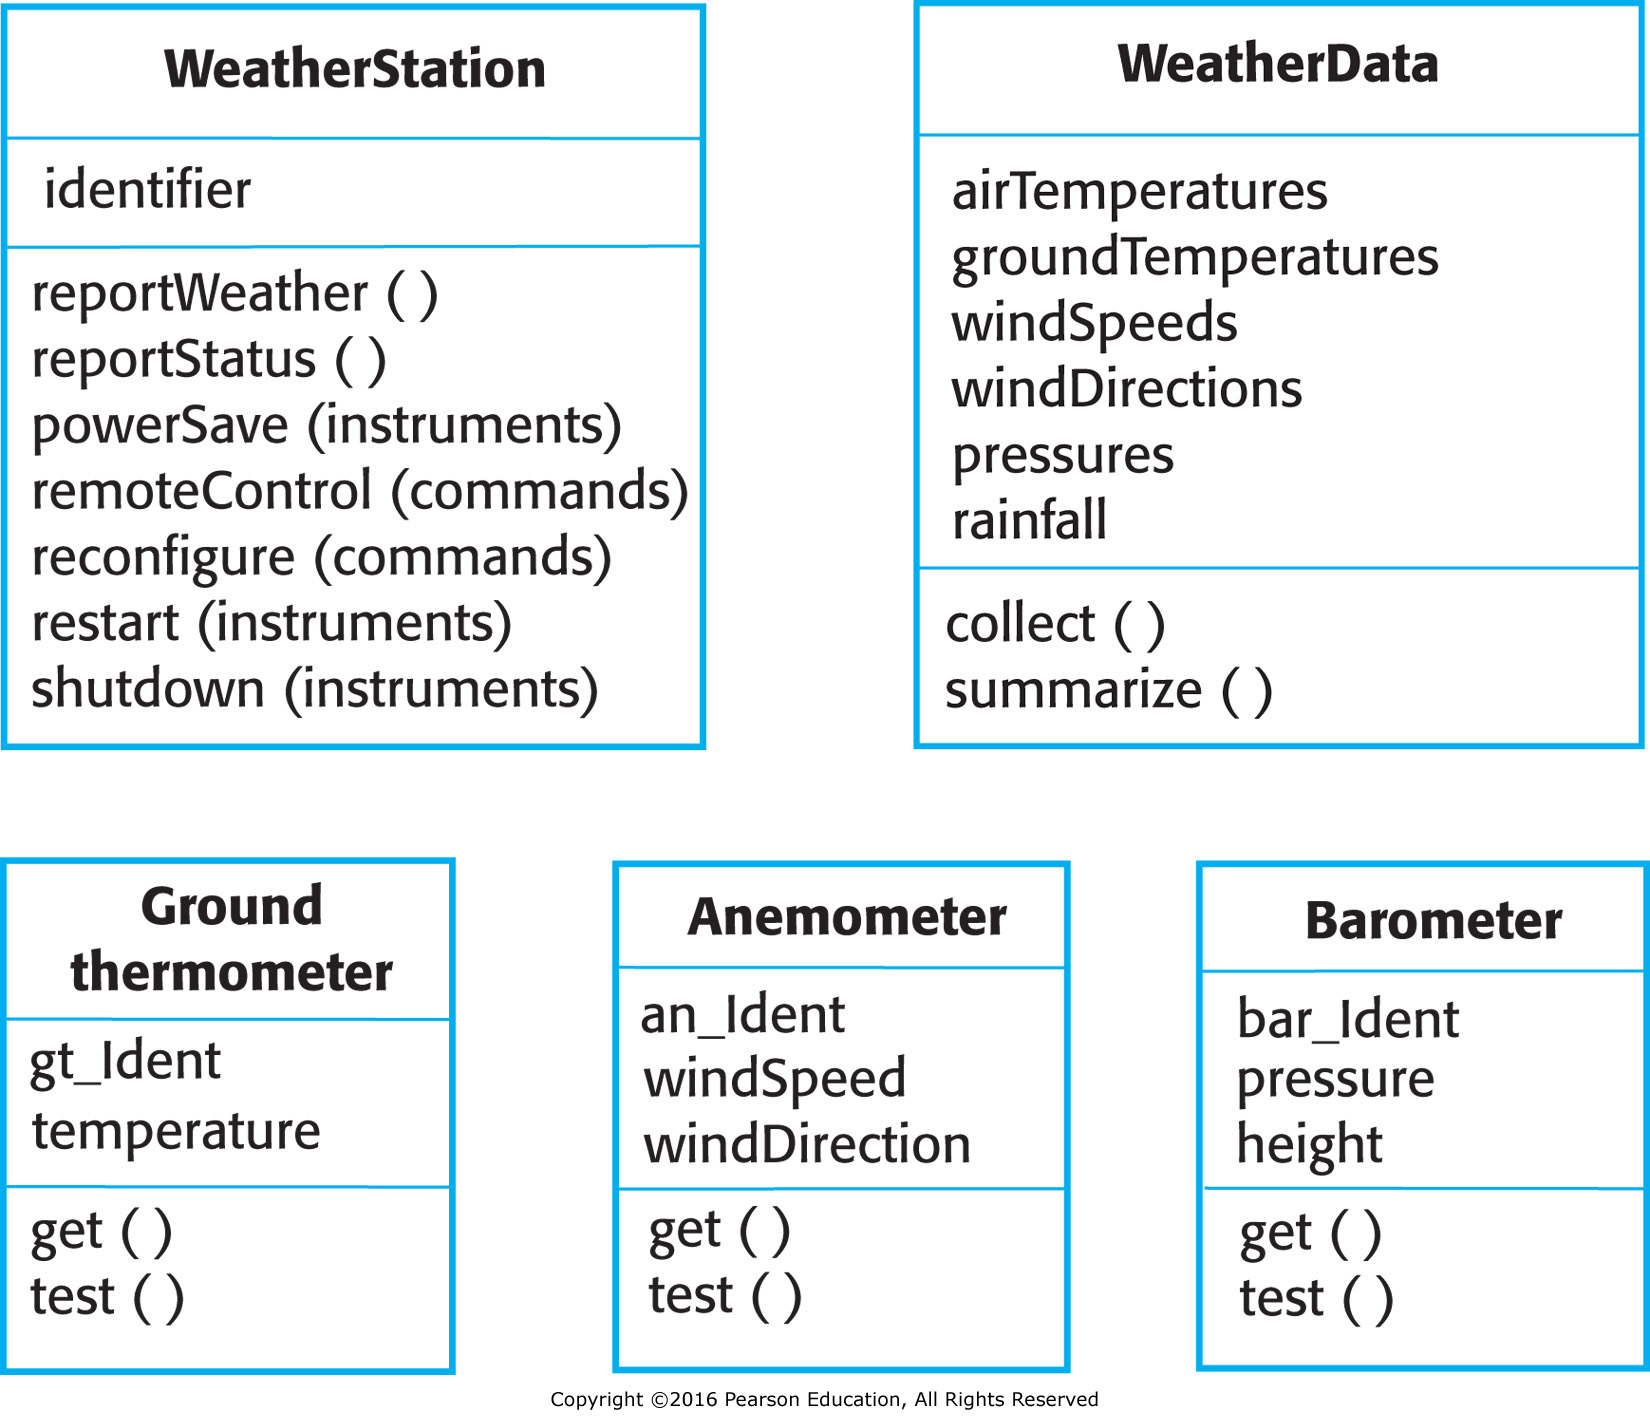 WeatherStation
identifier
reportWeather ( )
reportStatus ( )
powerSave (instruments)
remoteControl (commands)
reconfigure (commands)
restart (instruments)
shutdown (instruments)
WeatherData
airTemperatures
groundTemperatures
windSpeeds
windDirections
pressures
rainfall
collect ( )
summarize ( )
Ground
thermometer
gt_Ident
temperature
get ( )
test ( )
Anemometer
an_Ident
windSpeed
windDirection
get ( )
test ( )
Barometer
bar_Ident
pressure
height
get ( )
test ( )
Copyright ©2016 Pearson Education, All Rights Reserved